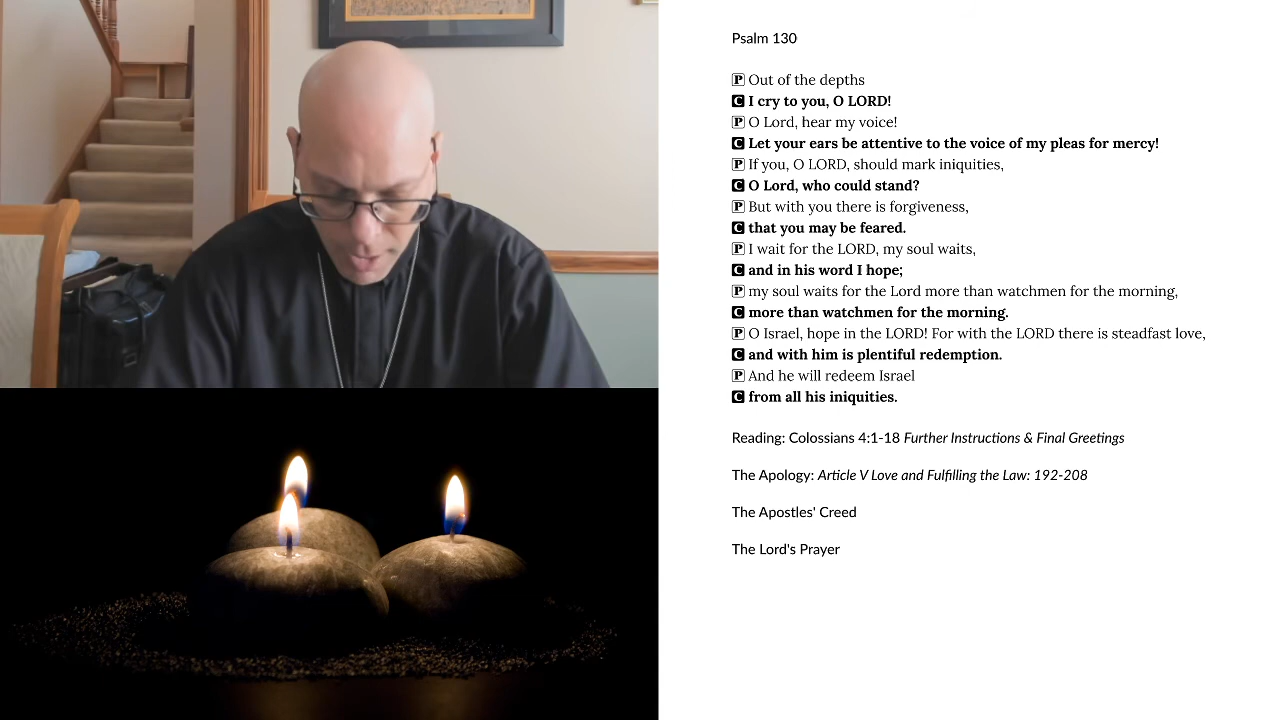 Psalm 130
P Out of the depths
C I cry to you, O LORD!
P O Lord, hear my voice!
C Let your ears be attentive to the voice of my pleas for mercy!
P If you, O LORD, should mark iniquities,
C O Lord, who could stand?
P But with you there is forgiveness,
C that you may be feared.
P I wait for the LORD, my soul waits,
C and in his word I hope;
P my soul waits for the Lord more than watchmen for the morning,
C more than watchmen for the morning.
P O Israel, hope in the LORD! For with the LORD there is steadfast love,
C and with him is plentiful redemption.
P And he will redeem Israel
C from all his iniquities.
Reading: Colossians 4:1-18 Further Instructions & Final Greetings
The Apology: Article V Love and Fulfilling the Law: 192-208
The Apostles' Creed
The Lord's Prayer